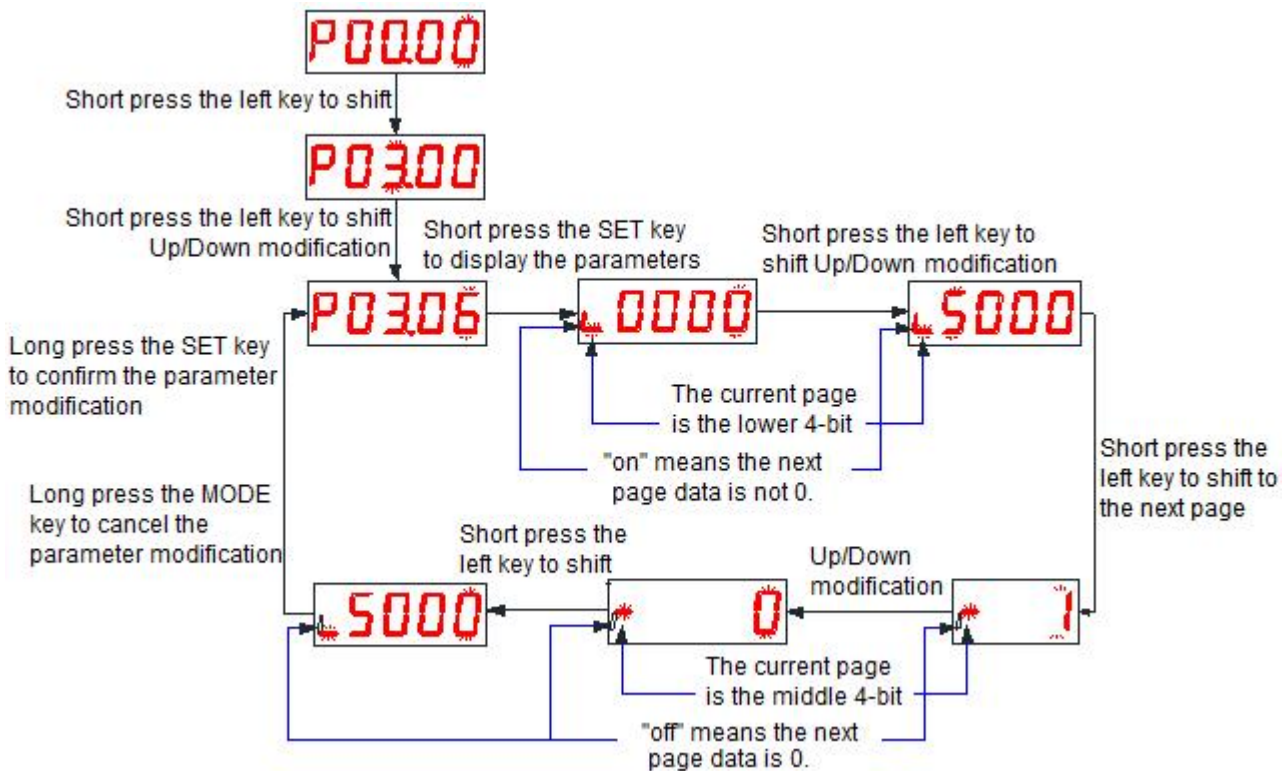 P00.00
Short press the left key to shift
P03.00
Short press the left key to shift
Up/Down modification
Short press the SET key
to display the parameters
Short press the left key to
shift Up/Down modification
P03.06
0000
5000
Long press the SET key
to confirm the parameter
modification
The current page
is the lower 4-bit
"on" means the next
page data is not 0.
Short press the
left key to shift to
the next page
Long press the MODE
key to cancel the
parameter modification
Short press the
left key to shift
Up/Down
modification
5000
0
1
The current page
is the middle 4-bit
"off" means the next
page data is 0.